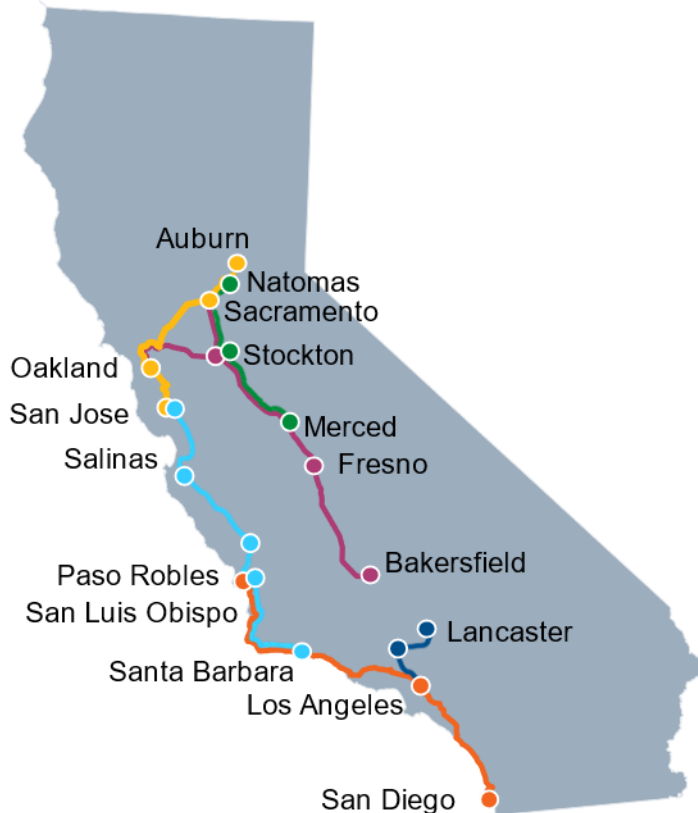 Auburn
Natomas
Sacramento
Stockton
Oakland
San Jose
Merced
Salinas
Fresno
Bakersfield
Paso Robles
San Luis Obispo
Lancaster
Santa Barbara
Los Angeles
San Diego